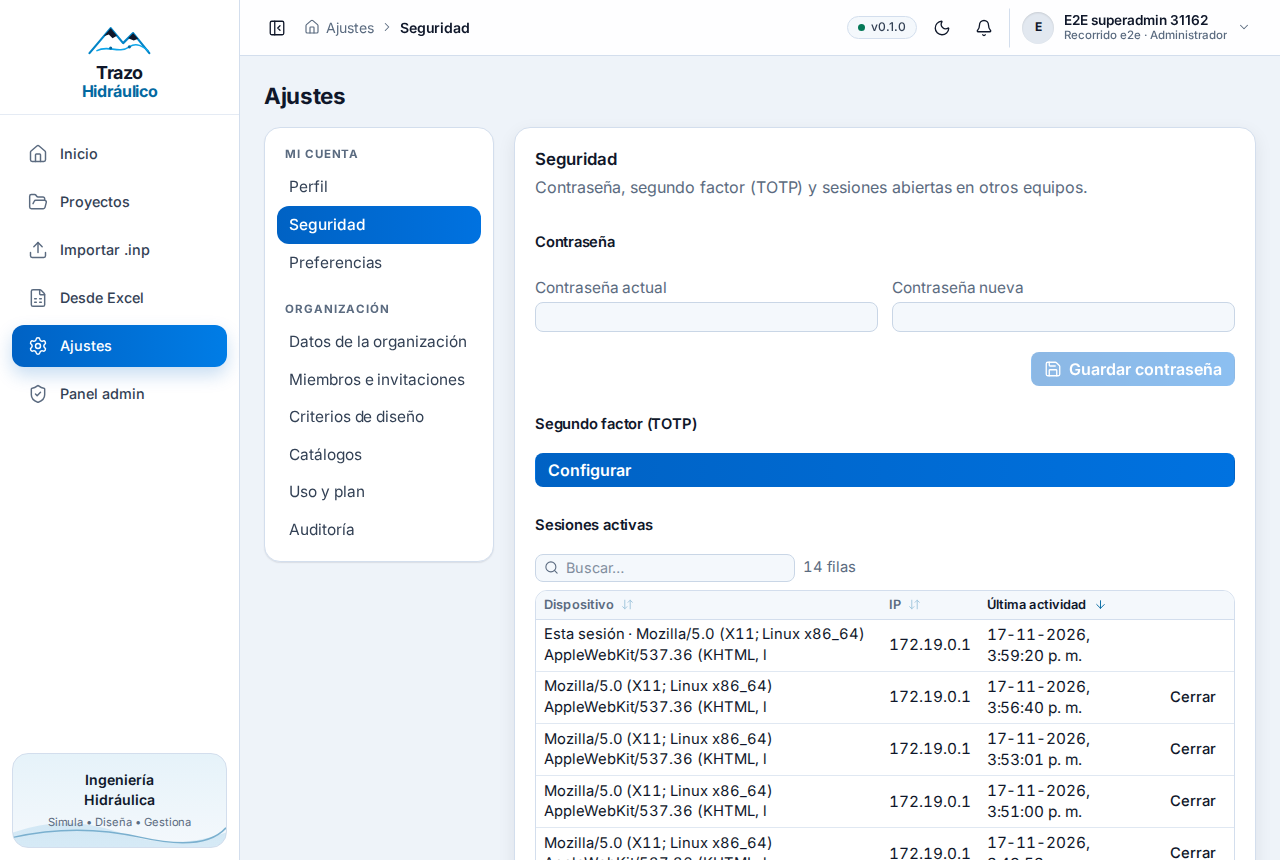 Trazo
Hidráulico
Inicio
Proyectos
Importar .inp
Desde Excel
Ajustes
Panel admin
Ingeniería
Hidráulica
Simula • Diseña • Gestiona
Ajustes > Seguridad
v0.1.0
E
E2E superadmin 31162
Recorrido e2e · Administrador
Ajustes
MI CUENTA
Perfil
Seguridad
Preferencias
ORGANIZACIÓN
Datos de la organización
Miembros e invitaciones
Criterios de diseño
Catálogos
Uso y plan
Auditoría
Seguridad
Contraseña, segundo factor (TOTP) y sesiones abiertas en otros equipos.
Contraseña
Contraseña actual
Contraseña nueva
Guardar contraseña
Segundo factor (TOTP)
Configurar
Sesiones activas
Buscar...
14 filas
Dispositivo IP Última actividad
Esta sesión · Mozilla/5.0 (X11; Linux x86_64)
AppleWebKit/537.36 (KHTML, l
172.19.0.1
17-11-2026,
3:59:20 p. m.
Mozilla/5.0 (X11; Linux x86_64)
AppleWebKit/537.36 (KHTML, l
172.19.0.1
17-11-2026,
3:56:40 p. m.
Cerrar
Mozilla/5.0 (X11; Linux x86_64)
AppleWebKit/537.36 (KHTML, l
172.19.0.1
17-11-2026,
3:53:01 p. m.
Cerrar
Mozilla/5.0 (X11; Linux x86_64)
AppleWebKit/537.36 (KHTML, l
172.19.0.1
17-11-2026,
3:51:00 p. m.
Cerrar
Mozilla/5.0 (X11; Linux x86_64)
172.19.0.1
17-11-2026,
Cerrar